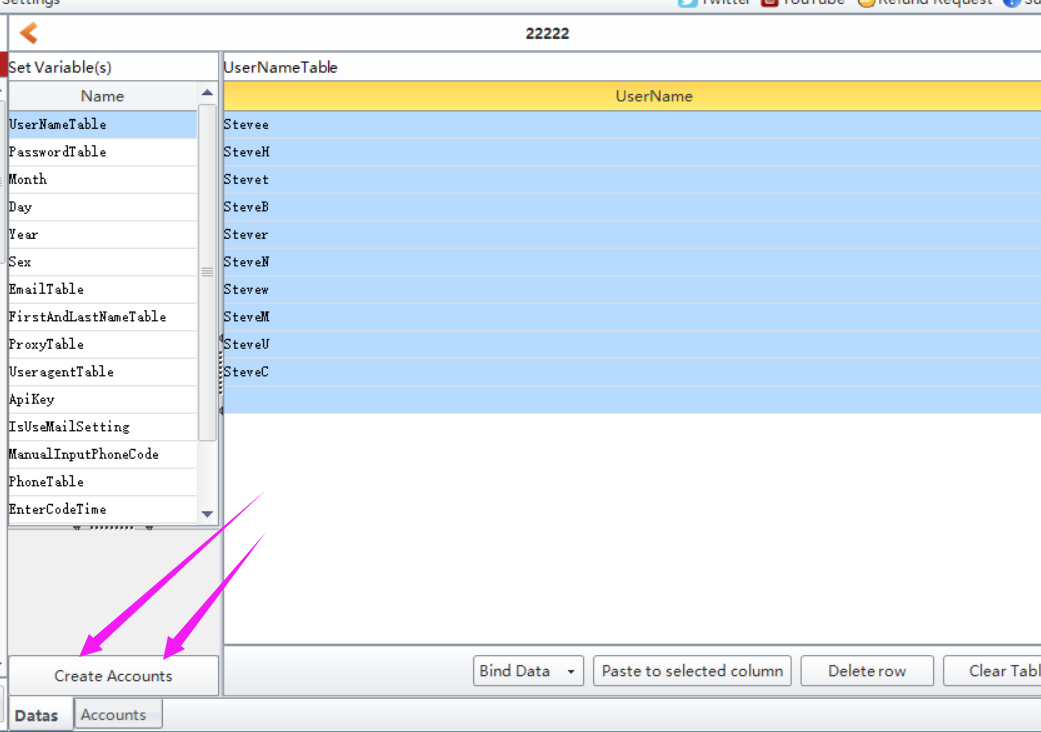 Settings
Twitter YouTube Refund Request
22222
Set Variable(s)
UserNameTable
Name
UserName
UserNameTable
Stevee
PasswordTable
SteveH
Month
Stevet
Day
SteveB
Year
Stever
Sex
SteveN
EmailTable
Stevew
FirstAndLastNameTable
SteveM
ProxyTable
SteveU
UseragentTable
SteveC
ApiKey
IsUseMailSetting
ManualInputPhoneCode
PhoneTable
EnterCodeTime
Create Accounts
Bind Data
Paste to selected column
Delete row
Clear Tabl
Datas
Accounts